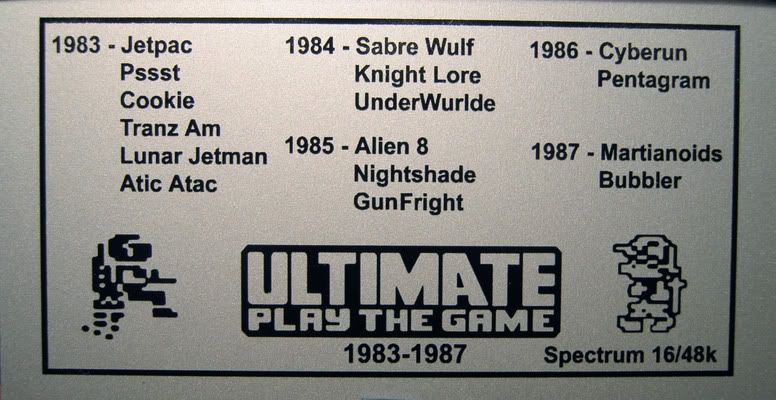 1983 - Jetpac
Pssst
Cookie
Tranz Am
Lunar Jetman
Atic Atac
1984 - Sabre Wulf
Knight Lore
UnderWurlde
1985 - Alien 8
Nightshade
GunFright
1986 - Cyberun
Pentagram
1987 - Martianoids
Bubbler
ULTIMATE
PLAY THE GAME
1983-1987
Spectrum 16/48k